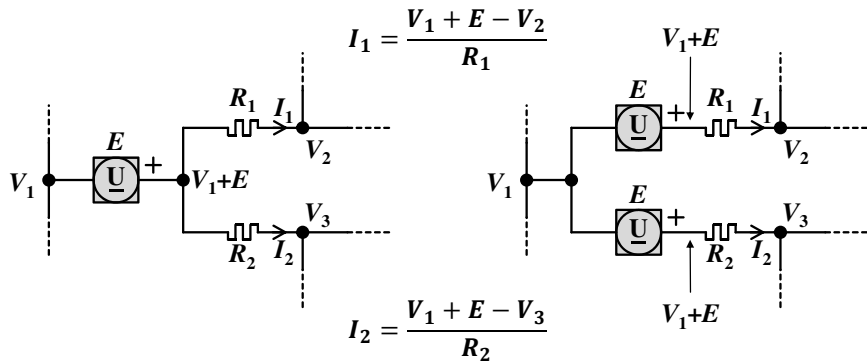 I₁ = (V₁ + E − V₂) / R₁
V₁+E
E
R₁
I₁
V₂
V₁
E
U
+
V₁+E
V₃
R₂
I₂
E
U
+
R₁
I₁
V₂
V₁
E
U
+
V₃
R₂
I₂
V₁+E
I₂ = (V₁ + E − V₃) / R₂